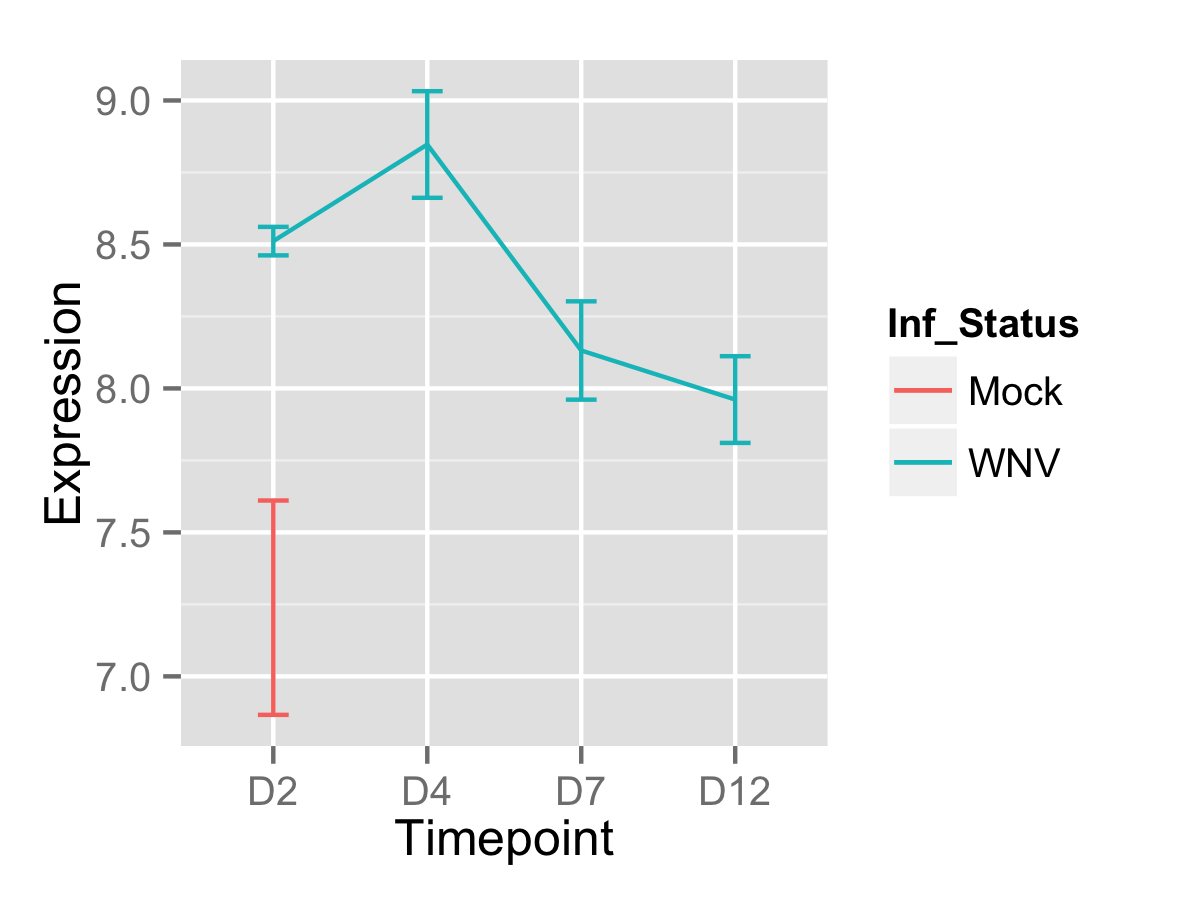 9.0
8.5
8.0
7.5
7.0
Expression
D2 D4 D7 D12
Timepoint
Inf_Status
Mock
WNV